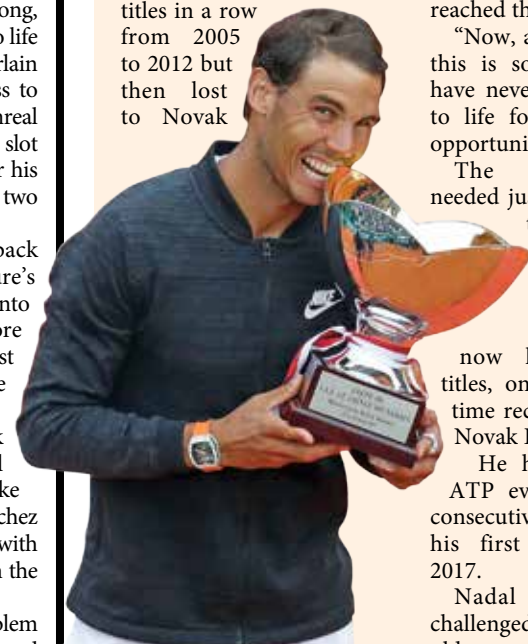 ong,
o life
rlain
ss to
nreal
slot
r his
two
back
ure's
nto
ore
st
e
k
l
ke
chez
with
n the
blem
titles in a row
from 2005
to 2012 but
then lost
to Novak
NIKE
reached th
"Now, a
this is so
have neve
to life fo
opportuni
The
needed ju
now
titles, on
time rec
Novak
He h
ATP ev
consecutiv
his first
2017.
Nadal
challenged